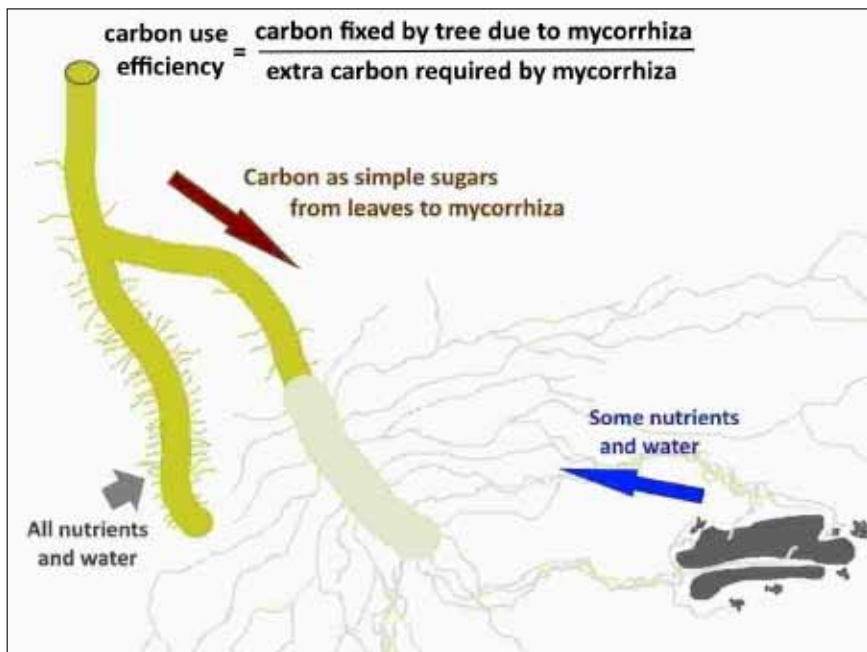 carbon use efficiency = carbon fixed by tree due to mycorrhiza
extra carbon required by mycorrhiza
Carbon as simple sugars
from leaves to mycorrhiza
Some nutrients
and water
All nutrients
and water